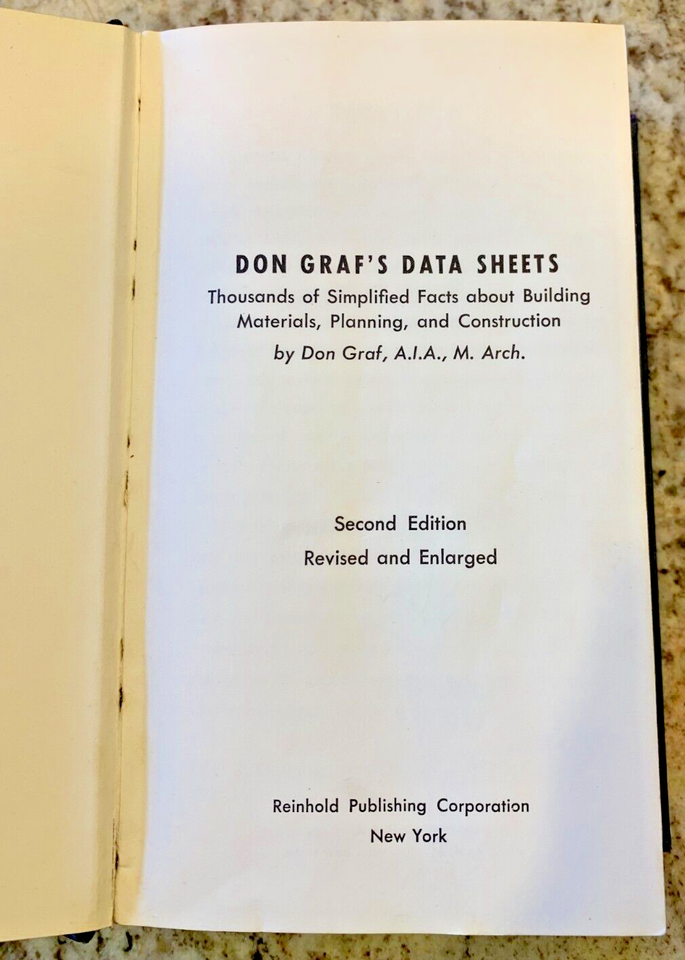 DON GRAF'S DATA SHEETS
Thousands of Simplified Facts about Building
Materials, Planning, and Construction
by Don Graf, A.I.A., M. Arch.
Second Edition
Revised and Enlarged
Reinhold Publishing Corporation
New York